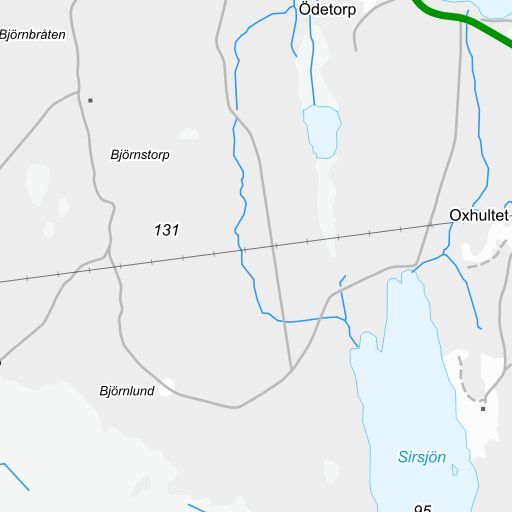 Ödetorp
Björnbråten
Björnstorp
Oxhultet
131
Björnlund
Sirsjön
95